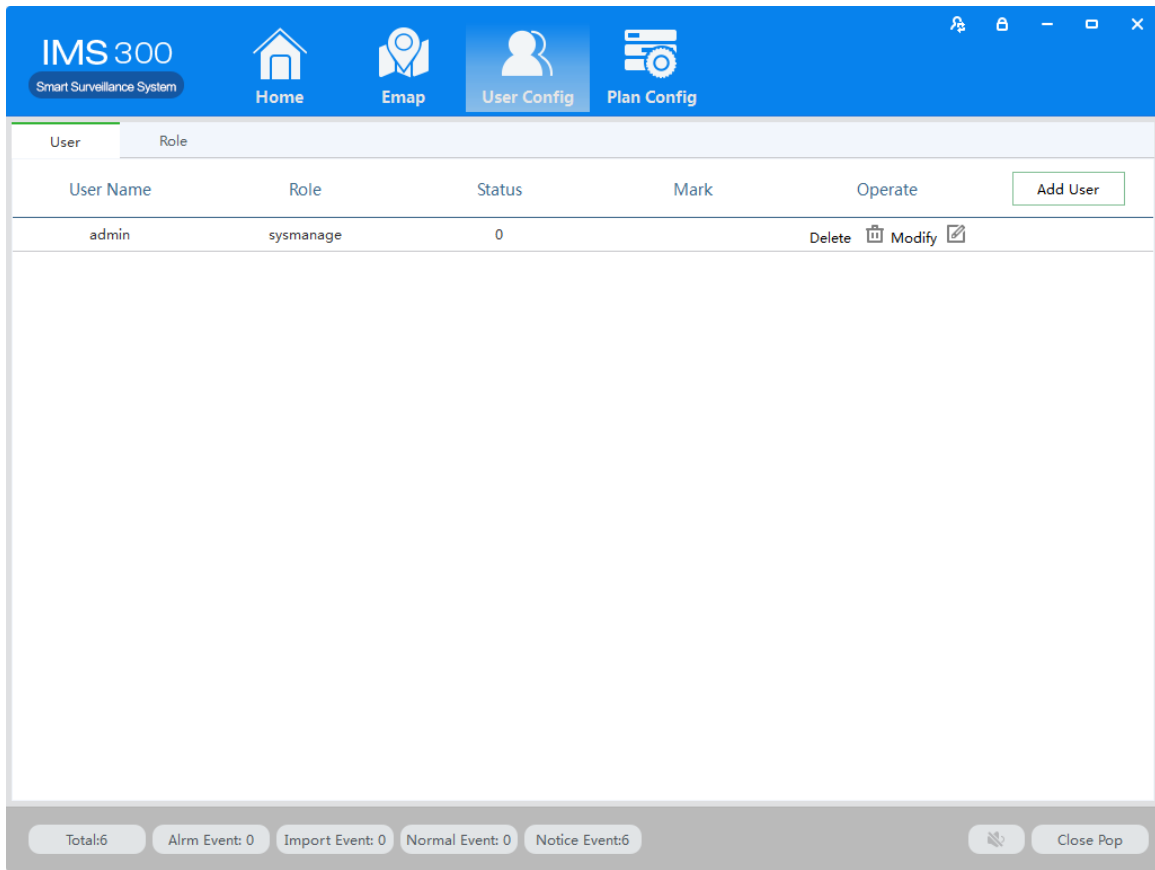 IMS 300
Smart Surveillance System
Home Emap User Config Plan Config
User Role
User Name Role Status Mark Operate Add User
admin sysmanage 0 Delete Modify
Total:6 Alrm Event: 0 Import Event: 0 Normal Event: 0 Notice Event:6 Close Pop